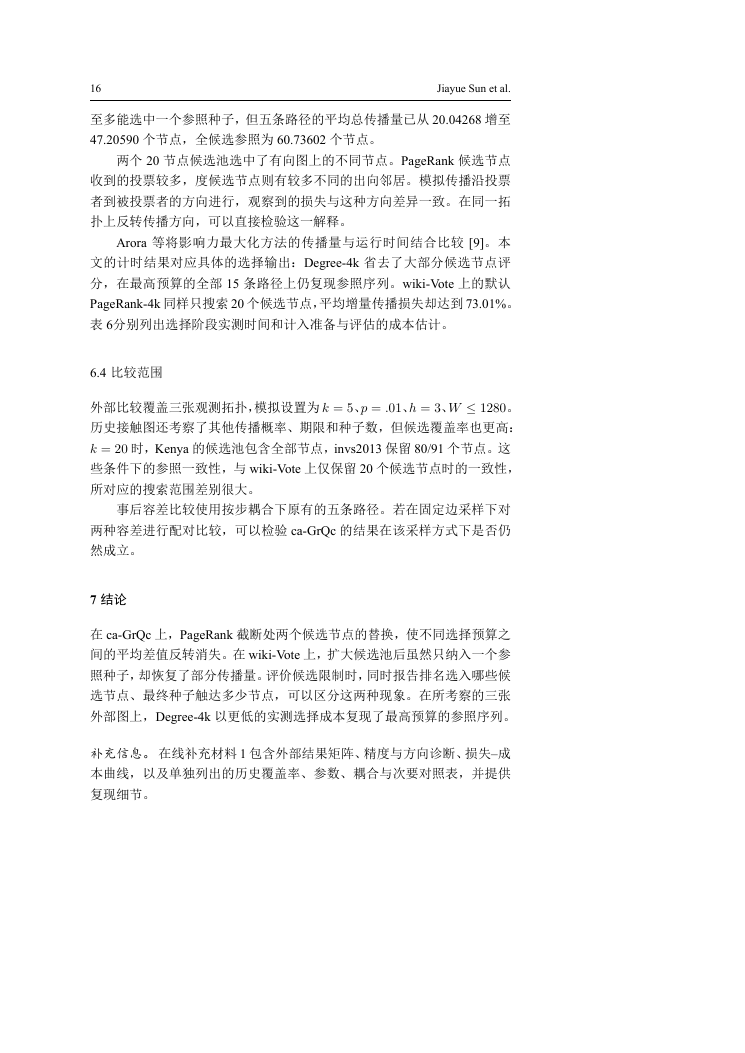 16 Jiayue Sun et al.
至多能选中一个参照种子，但五条路径的平均总传播量已从 20.04268 增至
47.20590 个节点，全候选参照为 60.73602 个节点。
两个 20 节点候选池选中了有向图上的不同节点。PageRank 候选节点
收到的投票较多，度候选节点则有较多不同的出向邻居。模拟传播沿投票
者到被投票者的方向进行，观察到的损失与这种方向差异一致。在同一拓
扑上反转传播方向，可以直接检验这一解释。
Arora 等将影响力最大化方法的传播量与运行时间结合比较 [9]。本
文的计时结果对应具体的选择输出：Degree-4k 省去了大部分候选节点评
分，在最高预算的全部 15 条路径上仍复现参照序列。wiki-Vote 上的默认
PageRank-4k 同样只搜索 20 个候选节点，平均增量传播损失却达到 73.01%。
表 6分别列出选择阶段实测时间和计入准备与评估的成本估计。
6.4 比较范围
外部比较覆盖三张观测拓扑，模拟设置为 k = 5、p = .01、h = 3、W ≤ 1280。
历史接触图还考察了其他传播概率、期限和种子数，但候选覆盖率也更高：
k = 20 时，Kenya 的候选池包含全部节点，invs2013 保留 80/91 个节点。这
些条件下的参照一致性，与 wiki-Vote 上仅保留 20 个候选节点时的一致性，
所对应的搜索范围差别很大。
事后容差比较使用按步耦合下原有的五条路径。若在固定边采样下对
两种容差进行配对比较，可以检验 ca-GrQc 的结果在该采样方式下是否仍
然成立。
7 结论
在 ca-GrQc 上，PageRank 截断处两个候选节点的替换，使不同选择预算之
间的平均差值反转消失。在 wiki-Vote 上，扩大候选池后虽然只纳入一个参
照种子，却恢复了部分传播量。评价候选限制时，同时报告排名选入哪些候
选节点、最终种子触达多少节点，可以区分这两种现象。在所考察的三张
外部图上，Degree-4k 以更低的实测选择成本复现了最高预算的参照序列。
补充信息。 在线补充材料 1 包含外部结果矩阵、精度与方向诊断、损失–成
本曲线，以及单独列出的历史覆盖率、参数、耦合与次要对照表，并提供
复现细节。